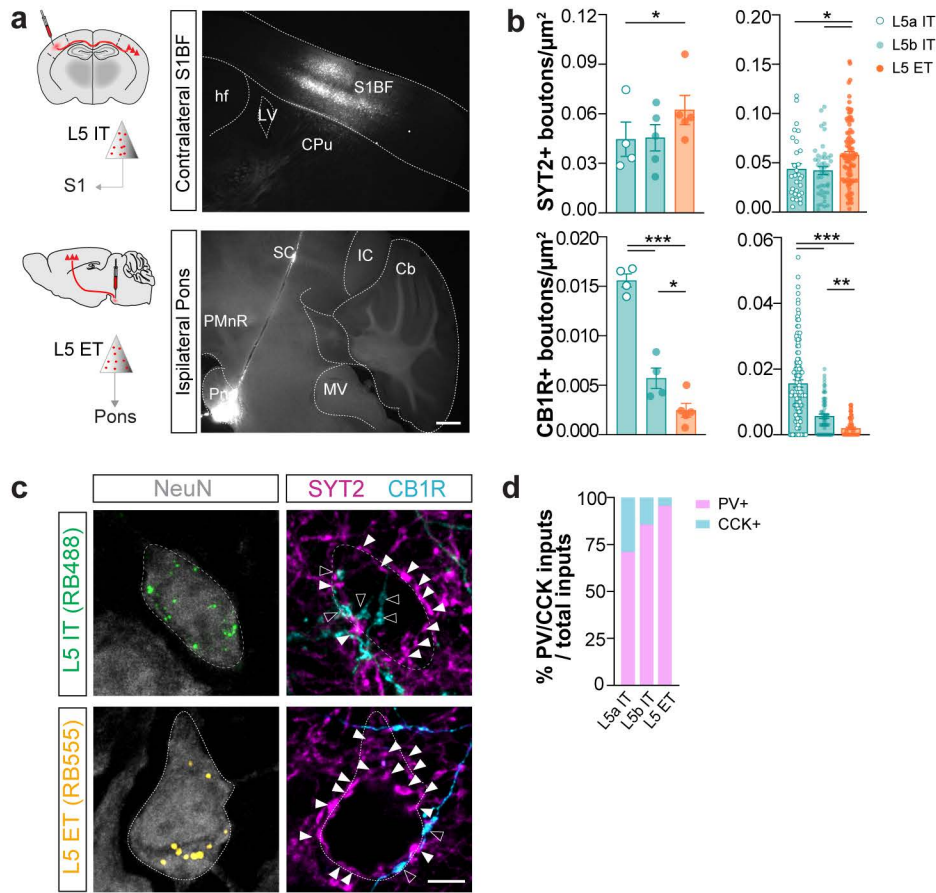 a
Contralateral S1BF
L5 IT
S1
hf
LV
CPu
S1BF
Ispilateral Pons
L5 ET
Pons
SC
IC
Cb
PMnR
Pn
MV
b
SYT2+ boutons/µm²
0.12
0.09
0.06
0.03
0.00
*
0.20
0.15
0.10
0.05
0.00
*
L5a IT
L5b IT
L5 ET
CB1R+ boutons/µm²
0.020
0.015
0.010
0.005
0.000
***
*
0.06
0.04
0.02
0.00
***
**
c
NeuN
SYT2 CB1R
L5 IT (RB488)
L5 ET (RB555)
d
% PV/CCK inputs
/ total inputs
100
75
50
25
0
L5a IT
L5b IT
L5 ET
PV+
CCK+